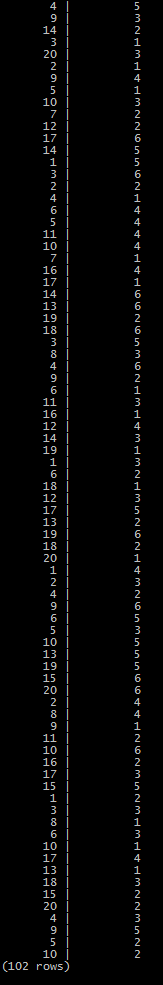 4 | 5
9 | 3
14 | 2
3 | 1
20 | 3
2 | 1
9 | 4
5 | 1
10 | 3
7 | 2
12 | 2
17 | 6
14 | 5
1 | 5
3 | 6
2 | 2
4 | 1
6 | 4
5 | 4
11 | 4
10 | 4
7 | 1
16 | 4
17 | 1
14 | 6
13 | 6
19 | 2
18 | 6
3 | 5
8 | 3
4 | 6
9 | 2
6 | 1
11 | 3
16 | 1
12 | 4
14 | 3
19 | 1
1 | 3
6 | 2
18 | 1
12 | 3
17 | 5
13 | 2
19 | 6
18 | 2
20 | 1
1 | 4
2 | 3
4 | 2
9 | 6
6 | 5
5 | 3
10 | 5
13 | 5
19 | 5
15 | 6
20 | 6
2 | 4
8 | 4
9 | 1
11 | 2
10 | 6
16 | 2
17 | 3
15 | 5
1 | 2
3 | 3
8 | 1
6 | 3
10 | 1
17 | 4
13 | 1
18 | 3
15 | 2
20 | 2
4 | 3
9 | 5
5 | 2
10 | 2
(102 rows)